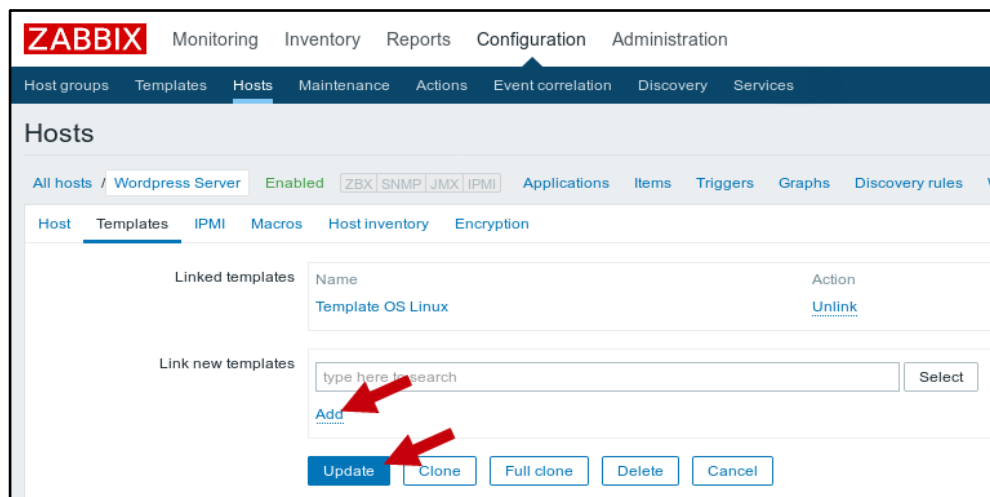 ZABBIX Monitoring Inventory Reports Configuration Administration
Host groups Templates Hosts Maintenance Actions Event correlation Discovery Services
Hosts
All hosts / Wordpress Server Enabled ZBX SNMP JMX IPMI Applications Items Triggers Graphs Discovery rules
Host Templates IPMI Macros Host inventory Encryption
Linked templates Name Action
Template OS Linux Unlink
Link new templates
type here to search Select
Add
Update Clone Full clone Delete Cancel